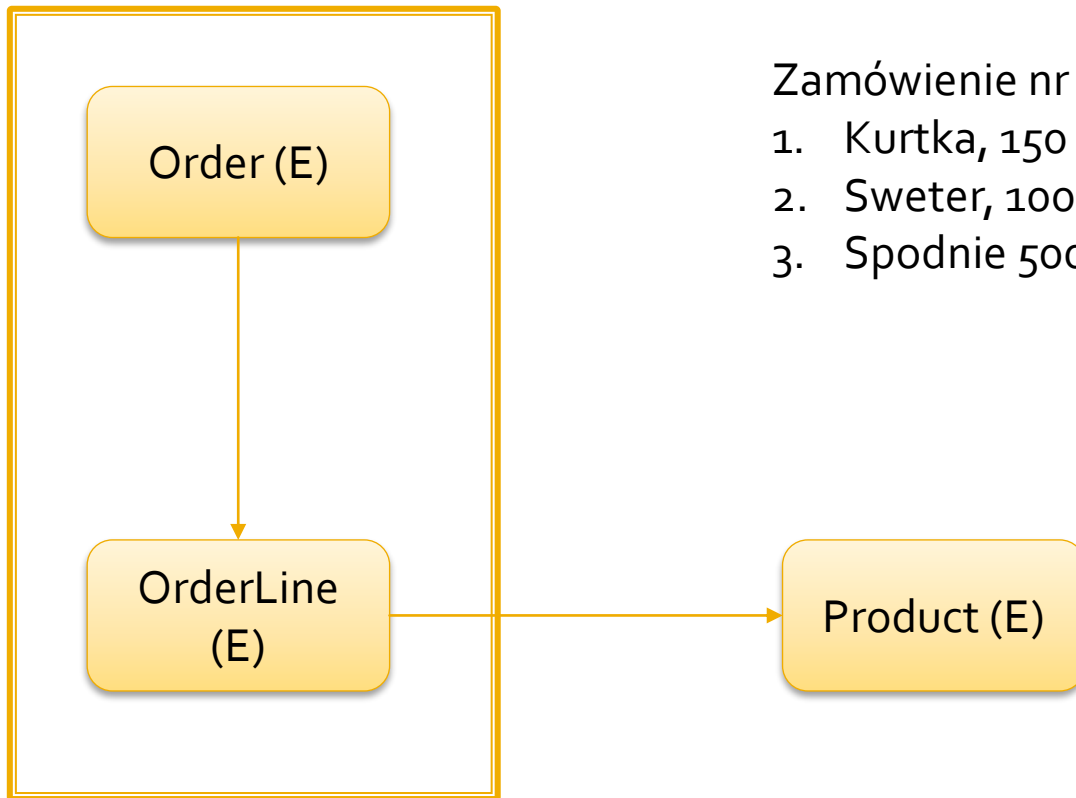 Order (E)
Zamówienie nr
1. Kurtka, 150
2. Sweter, 100
3. Spodnie
OrderLine
(E)
Product (E)